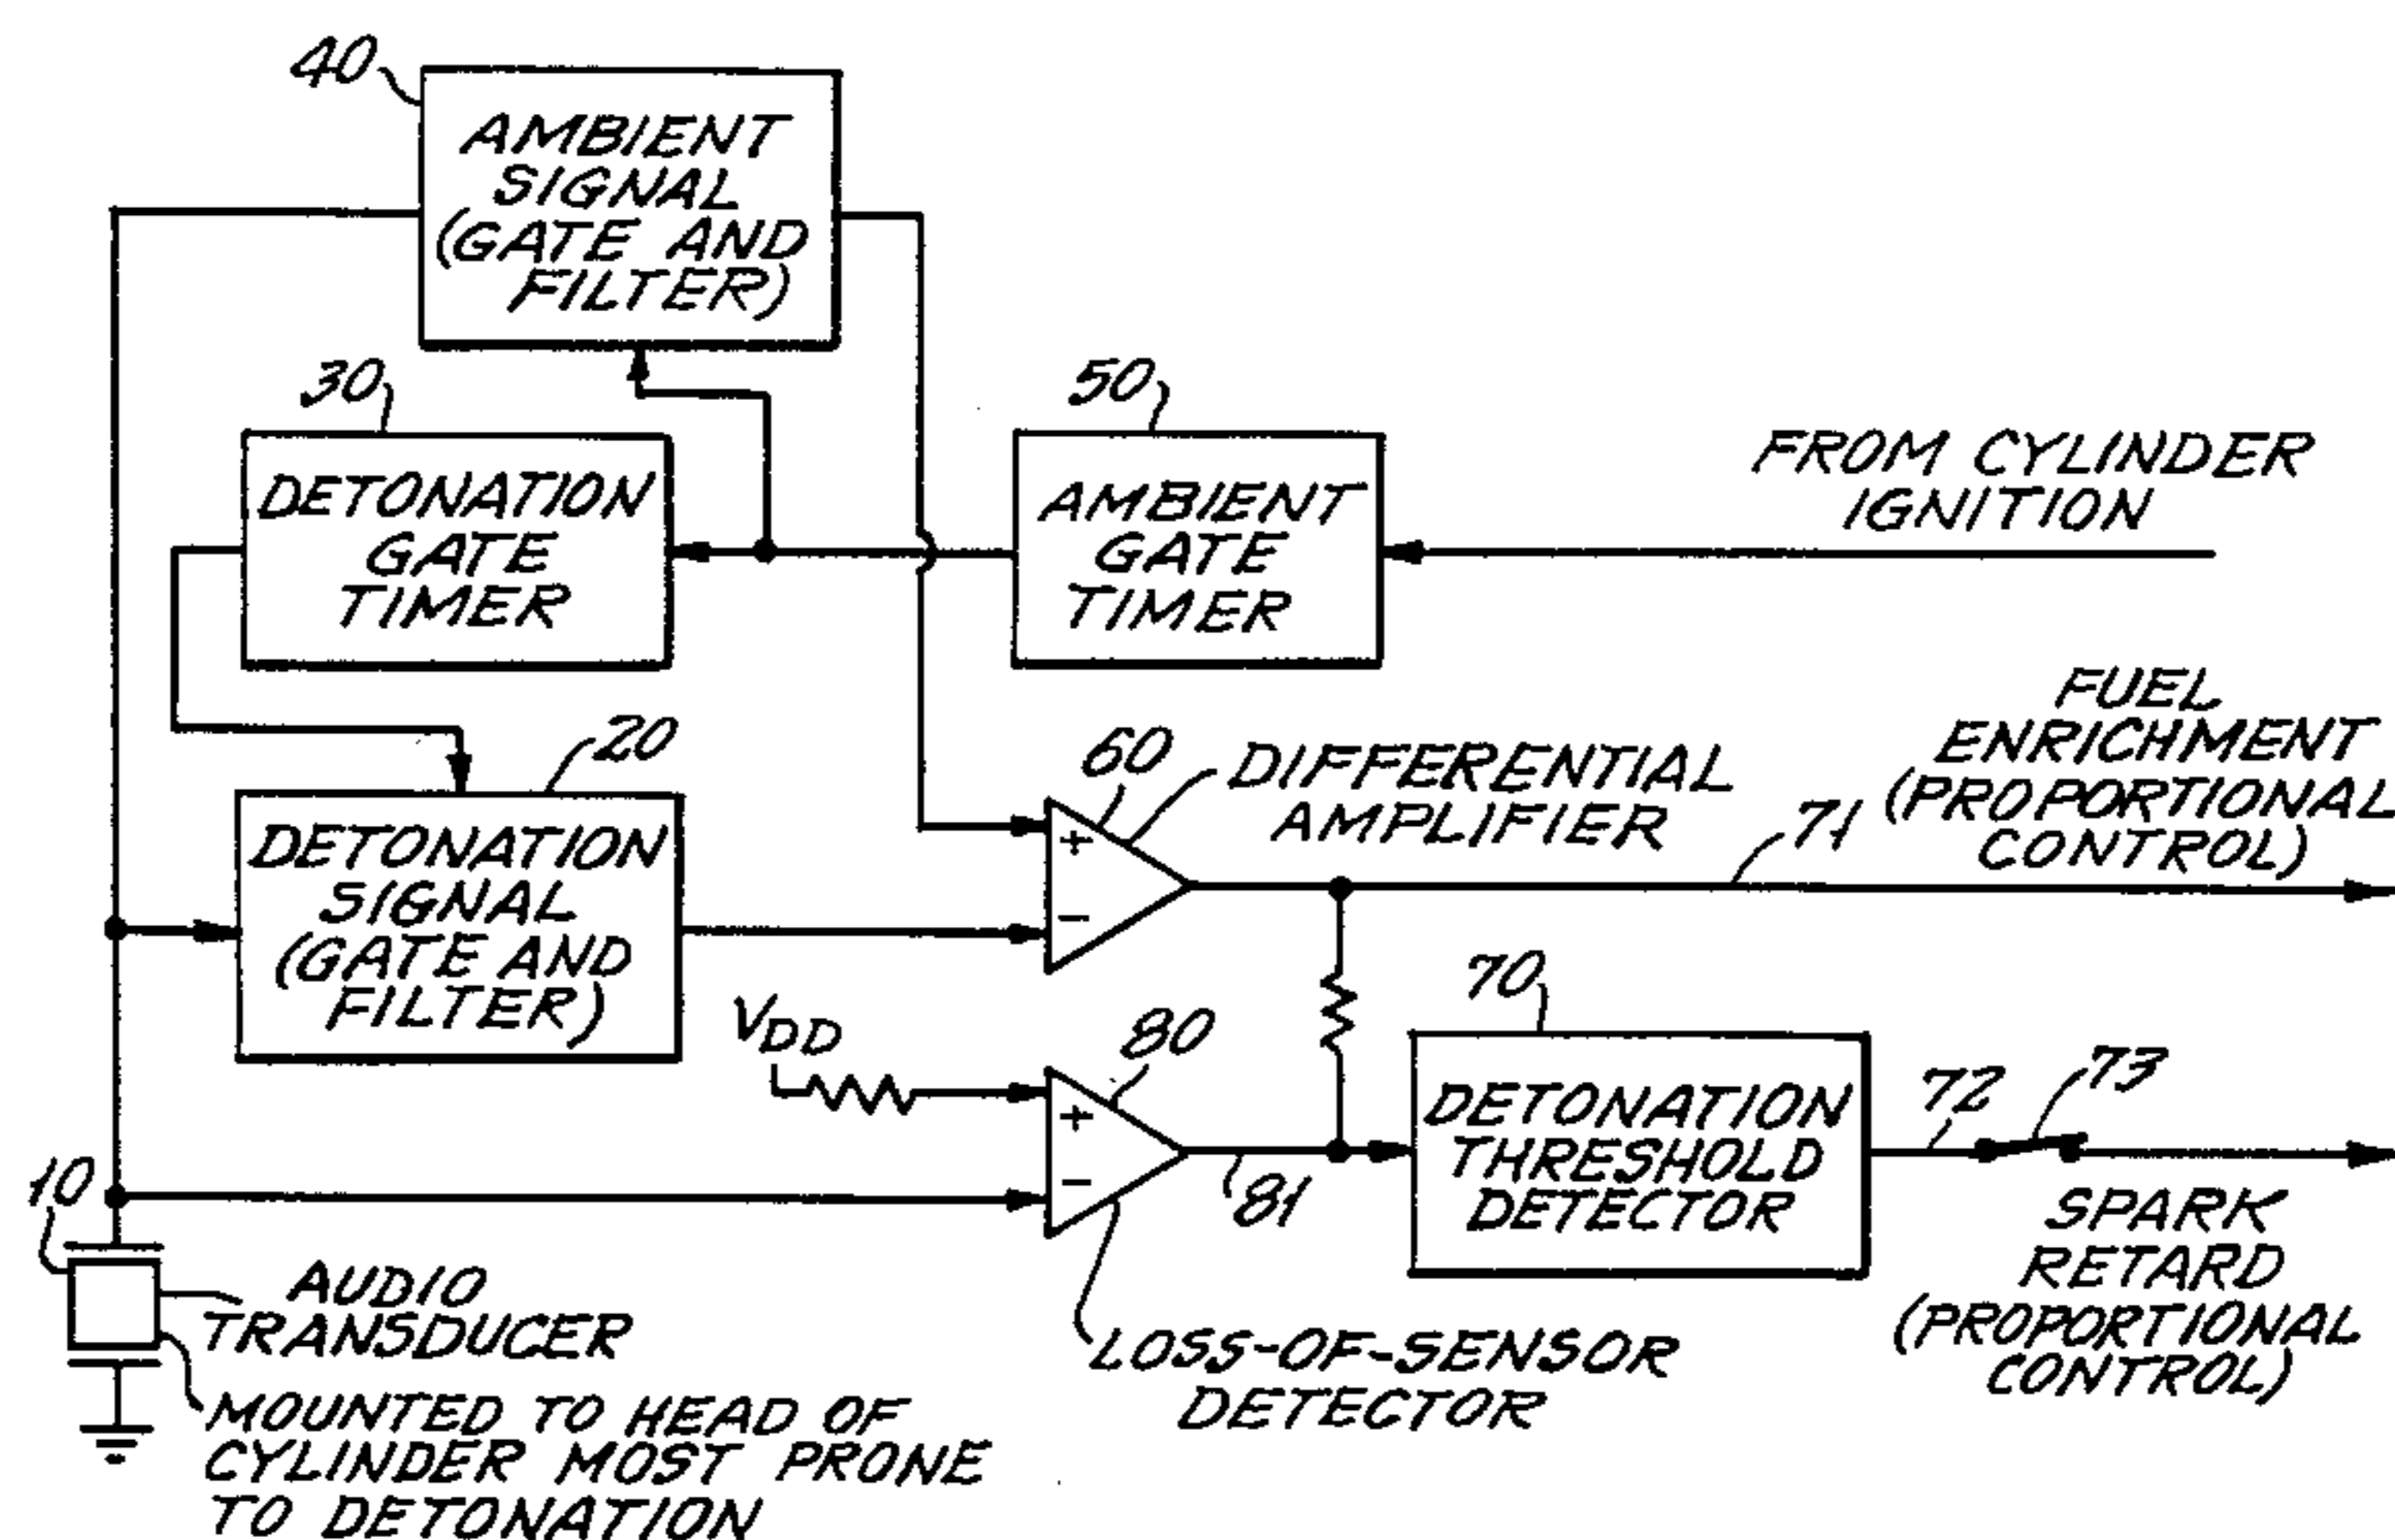 40
AMBIENT
SIGNAL
(GATE AND
FILTER)
30
DETONATION
GATE
TIMER
50
AMBIENT
GATE
TIMER
FROM CYLINDER
IGNITION
20
DETONATION
SIGNAL
(GATE AND
FILTER)
60
DIFFERENTIAL
AMPLIFIER
+
-
71
FUEL
ENRICHMENT
(PROPORTIONAL
CONTROL)
VDD
80
+
-
81
LOSS-OF-SENSOR
DETECTOR
70
DETONATION
THRESHOLD
DETECTOR
72
73
SPARK
RETARD
(PROPORTIONAL
CONTROL)
10
AUDIO
TRANSDUCER
MOUNTED TO HEAD OF
CYLINDER MOST PRONE
TO DETONATION